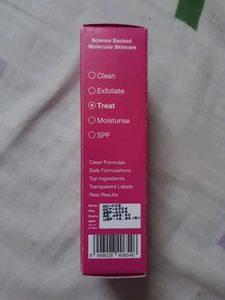 Science Backed
Molecular Skincare
Clean
Exfoliate
Treat
Moisturise
SPF
Clean Formulas
Safe Formulations
Top Ingredients
Transparent Labels
Real Results